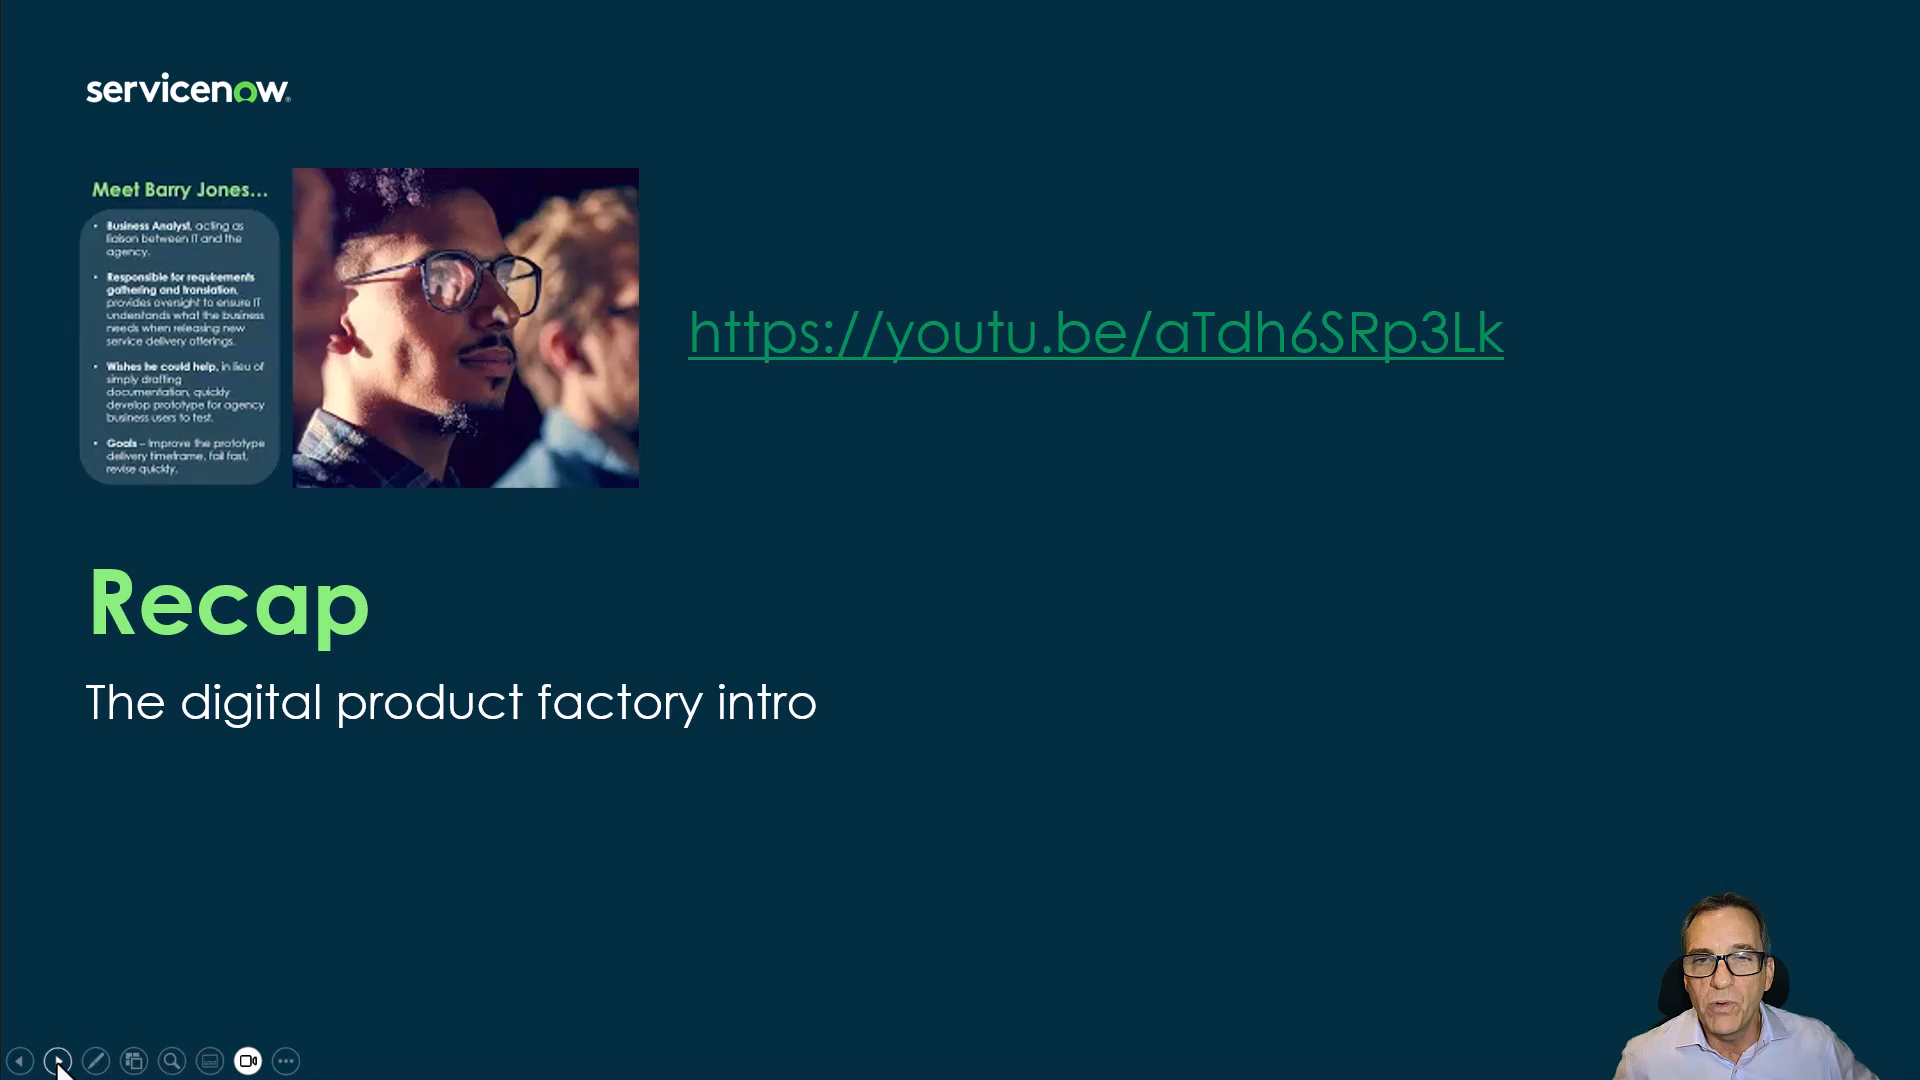 servicenow
Meet Barry Jones...
• Business Analyst, acting as
liaison between IT and the
agency.
• Responsible for requirements
gathering and translation,
provides oversight to ensure IT
understands what the business
needs when releasing new
service delivery offerings.
• Wishes he could help, in lieu of
simply drafting
documentation, quickly
develop prototype for agency
business users to test.
• Goals – Improve the prototype
delivery timeframe, fail fast,
revise quickly.
https://youtu.be/aTdh6SRp3Lk
Recap
The digital product factory intro